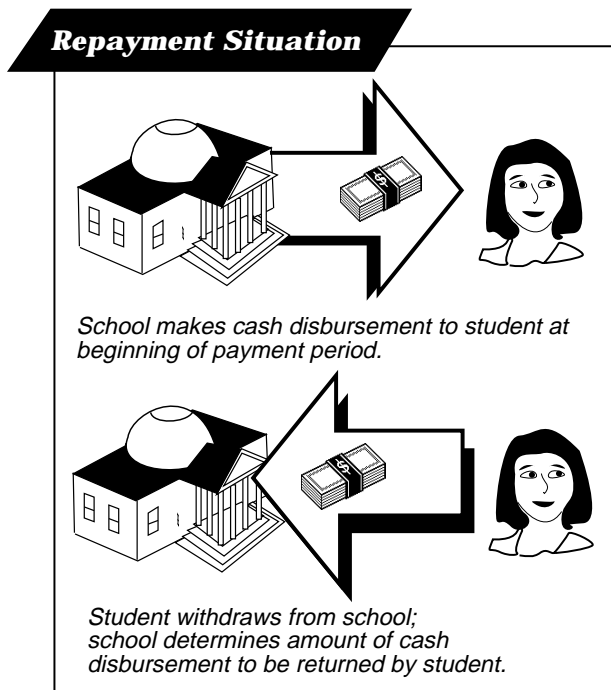 Repayment Situation
$
School makes cash disbursement to student at
beginning of payment period.
$
Student withdraws from school;
school determines amount of cash
disbursement to be returned by student.